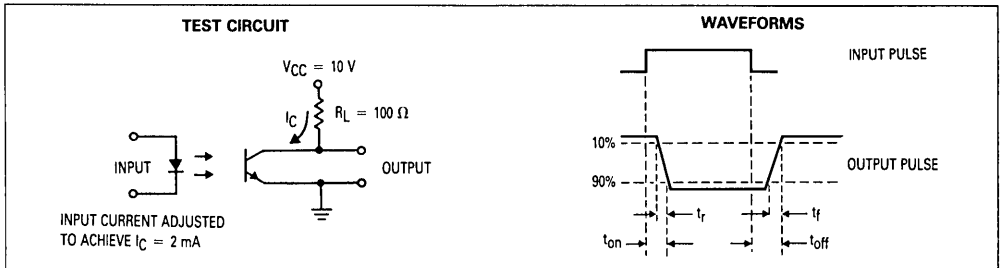 TEST CIRCUIT
VCC = 10 V
IC
RL = 100 Ω
INPUT
OUTPUT
INPUT CURRENT ADJUSTED
TO ACHIEVE IC = 2 mA
WAVEFORMS
INPUT PULSE
10%
OUTPUT PULSE
90%
tr
tf
ton
toff